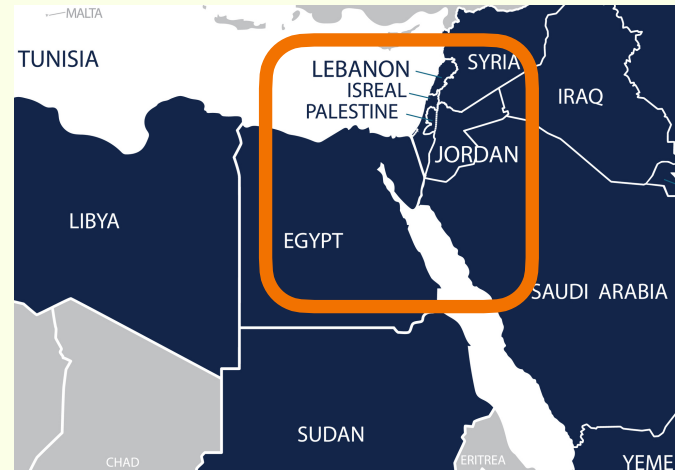 MALTA
TUNISIA
LEBANON
SYRIA
ISREAL
IRAQ
PALESTINE
JORDAN
LIBYA
EGYPT
SAUDI ARABIA
SUDAN
CHAD
ERITREA
YEME